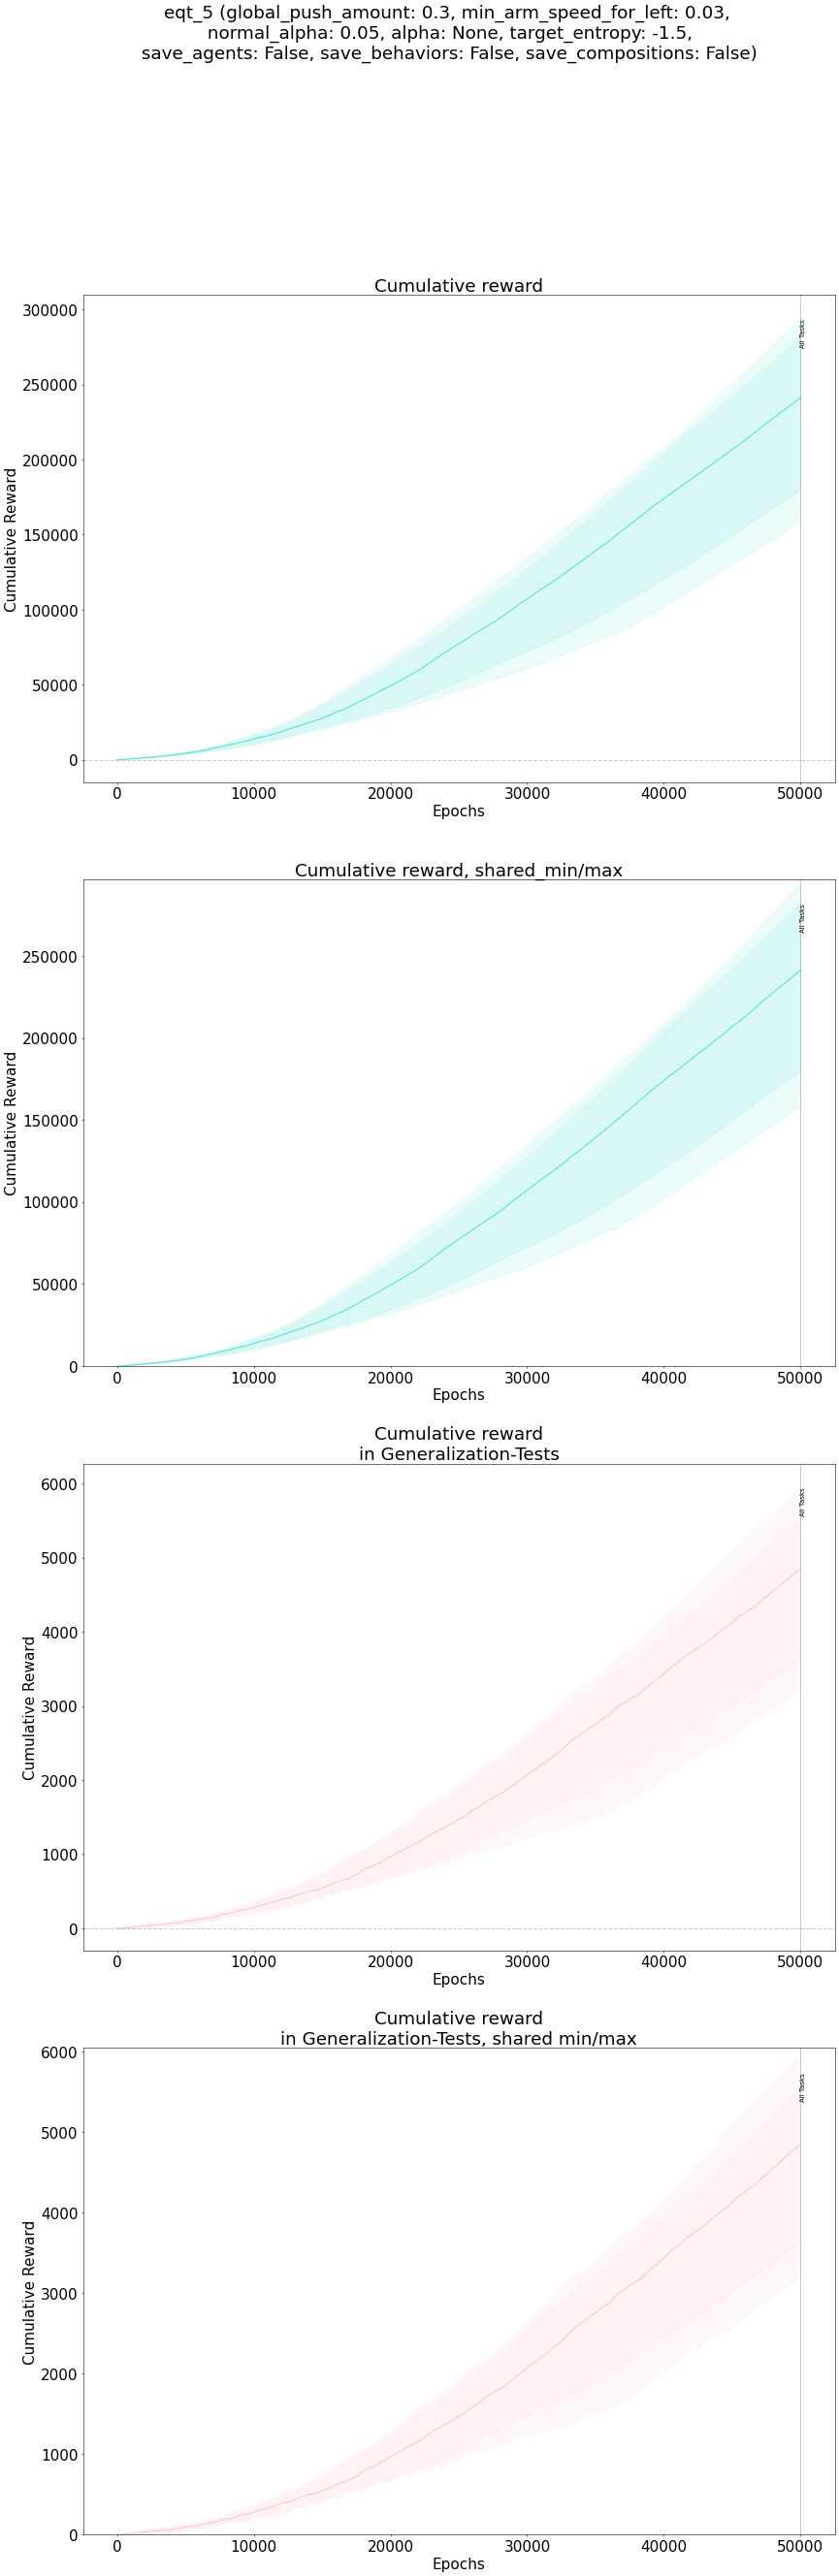 eqt_5 (global_push_amount: 0.3, min_arm_speed_for_left: 0.03,
normal_alpha: 0.05, alpha: None, target_entropy: -1.5,
save_agents: False, save_behaviors: False, save_compositions: False)
Cumulative reward
300000
250000
200000
150000
100000
50000
0
Cumulative Reward
All Tasks
0 10000 20000 30000 40000 50000
Epochs
Cumulative reward, shared_min/max
250000
200000
150000
100000
50000
0
Cumulative Reward
All Tasks
0 10000 20000 30000 40000 50000
Epochs
Cumulative reward
in Generalization-Tests
6000
5000
4000
3000
2000
1000
0
Cumulative Reward
All Tasks
0 10000 20000 30000 40000 50000
Epochs
Cumulative reward
in Generalization-Tests, shared min/max
6000
5000
4000
3000
2000
1000
0
Cumulative Reward
All Tasks
0 10000 20000 30000 40000 50000
Epochs